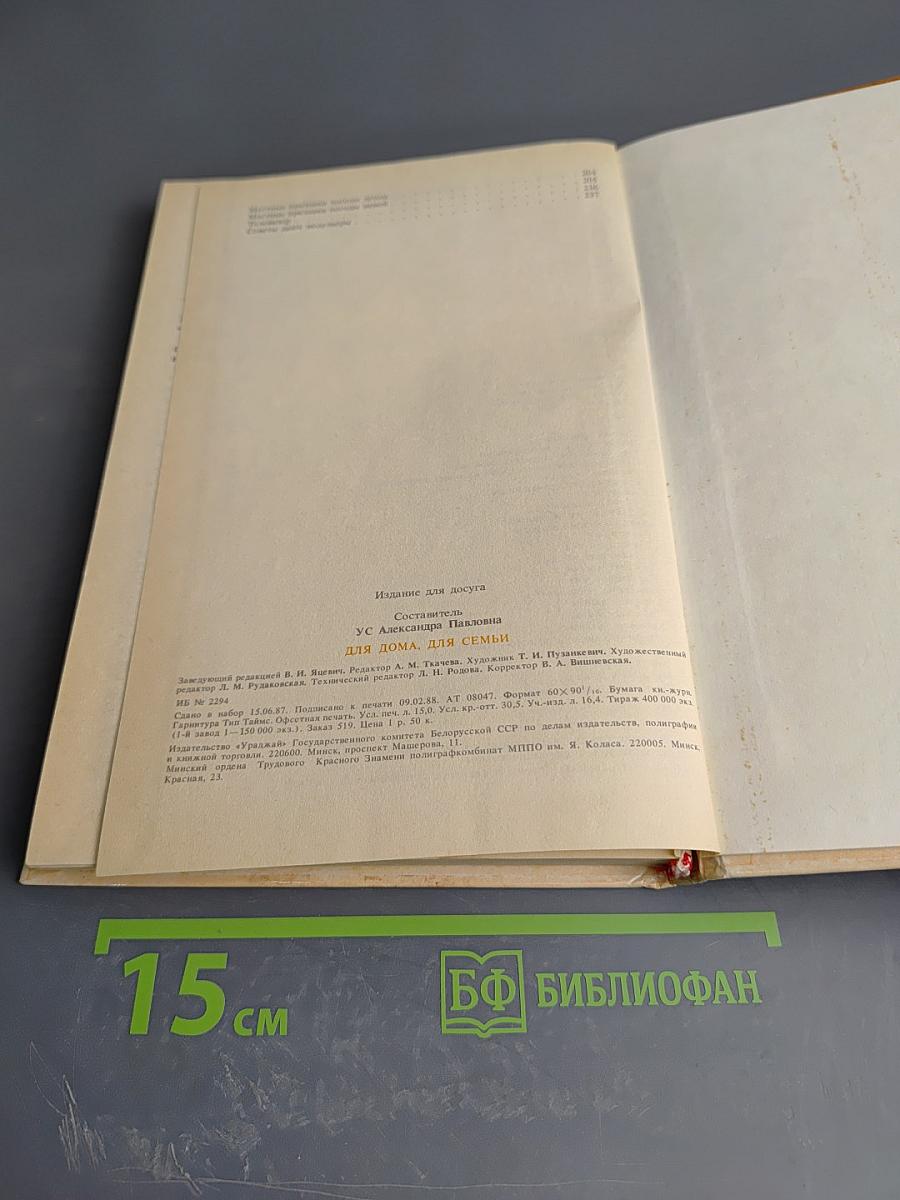 204
205
236
237
Издание для досуга
Составитель
УС Александра Павловна
ДЛЯ ДОМА, ДЛЯ СЕМЬИ
Заведующий редакцией В. И. Яцевич. Редактор А. М. Ткачева. Художник Т. И. Пузанкевич. Художественный
редактор Л. М. Рудаковская. Технический редактор Л. Н. Родова. Корректор В. А. Вишневская.
ИБ № 2294
Сдано в набор 15.06.87. Подписано к печати 09.02.88. АТ 08047. Формат 60×90¹/₁₆. Бумага кн.-журн.
Гарнитура Тип Таймс. Офсетная печать. Усл. печ. л. 15,0. Усл. кр.-отт. 30,5. Уч.-изд. л. 16,4. Тираж 400 000 экз.
(1-й завод 1—150 000 экз.). Заказ 519. Цена 1 р. 50 к.
Издательство «Ураджай» Государственного комитета Белорусской ССР по делам издательств, полиграфии
и книжной торговли. 220600. Минск, проспект Машерова, 11.
Минский ордена Трудового Красного Знамени полиграфкомбинат МППО им. Я. Коласа. 220005. Минск,
Красная, 23.
15 см
БФ БИБЛИОФАН